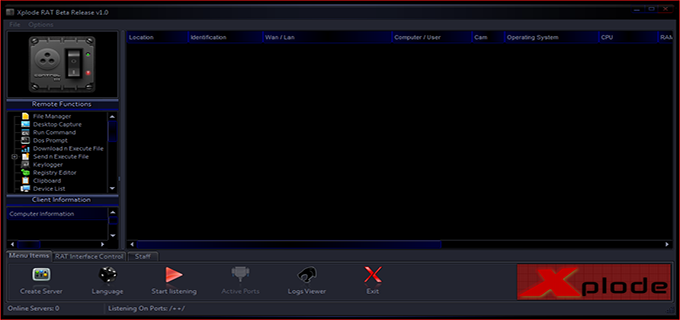 Xplode RAT Beta Release v1.0
File Options
Location Identification Wan / Lan Computer / User Cam Operating System CPU RAM
Remote Functions
File Manager
Desktop Capture
Run Command
Dos Prompt
Download n Execute File
Send n Execute File
Keylogger
Registry Editor
Clipboard
Device List
Client Information
Computer Information
Menu Items RAT Interface Control Staff
Create Server Language Start listening Active Ports Logs Viewer Exit
Xplode
Online Servers: 0 Listening On Ports: /++/